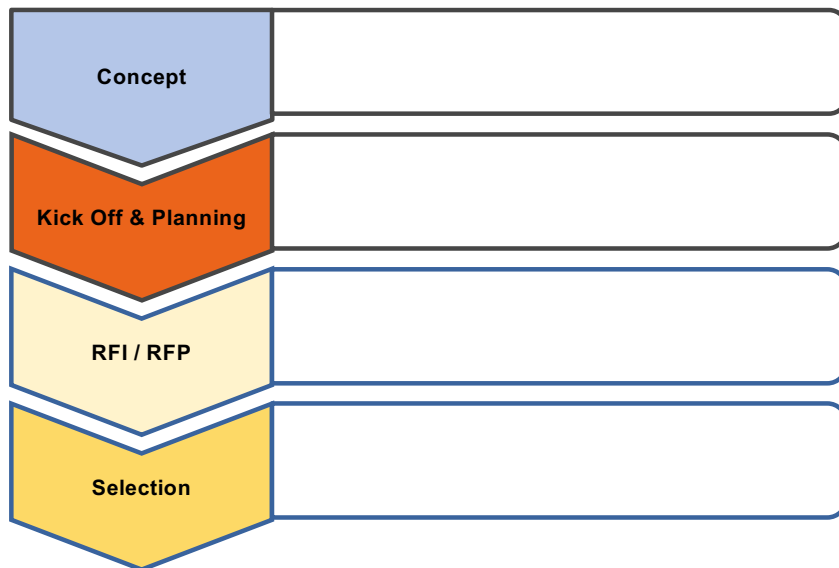 Concept
Kick Off & Planning
RFI / RFP
Selection